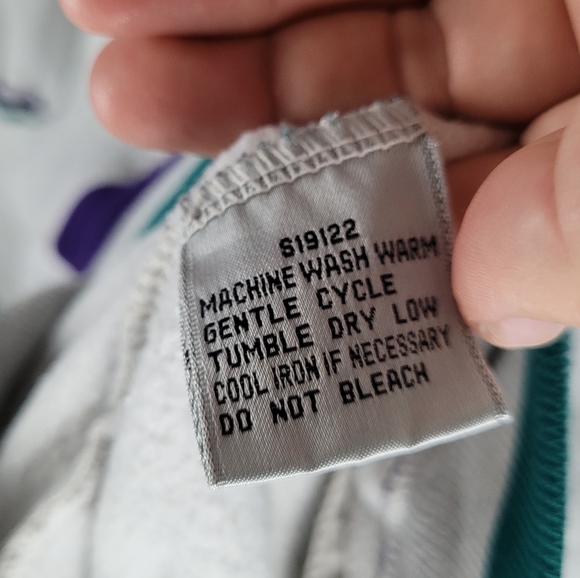 S19122
MACHINE WASH WARM
GENTLE CYCLE
TUMBLE DRY LOW
COOL IRON IF NECESSARY
DO NOT BLEACH